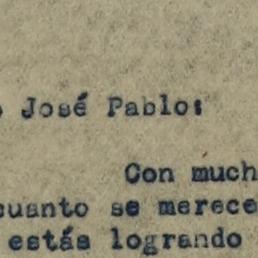 José Pablo:
Con much
cuanto se merece
estás logrando